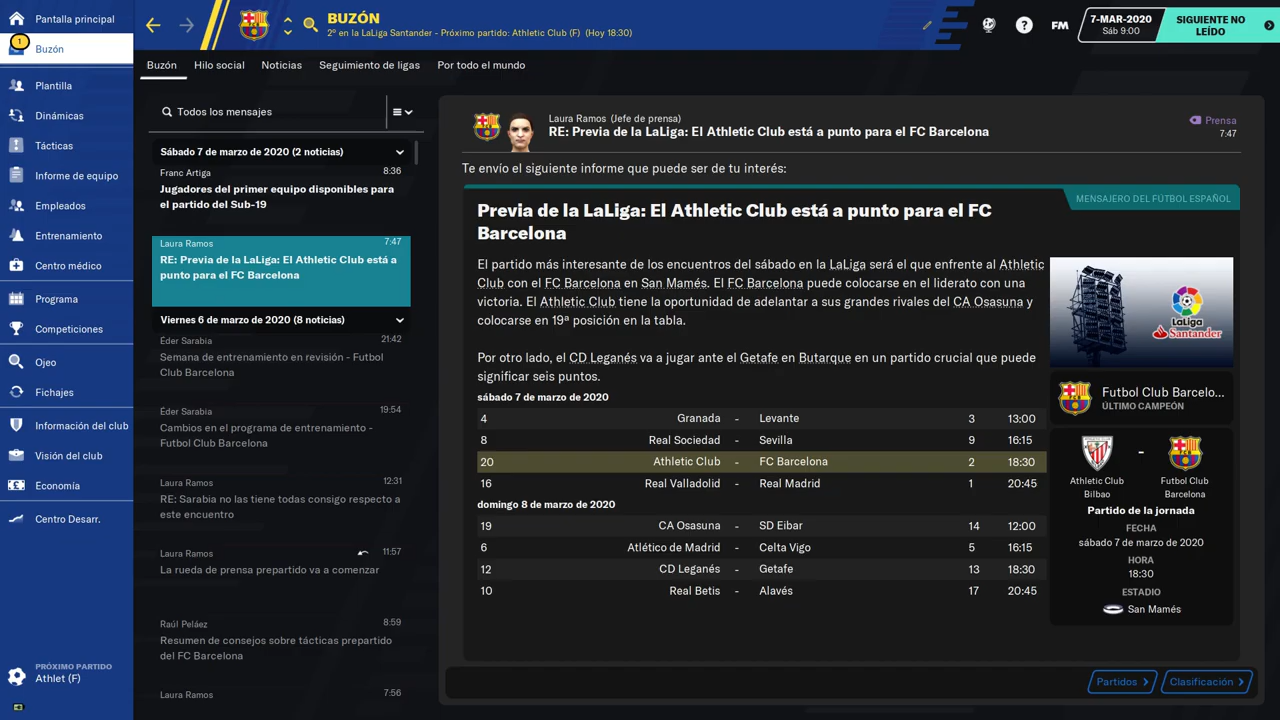 Pantalla principal
1
Buzón
Plantilla
Dinámicas
Tácticas
Informe de equipo
Empleados
Entrenamiento
Centro médico
Programa
Competiciones
Ojeo
Fichajes
Información del club
Visión del club
Economía
Centro Desarr.
PRÓXIMO PARTIDO
Athlet (F)
BUZÓN
2º en la LaLiga Santander - Próximo partido: Athletic Club (F) (Hoy 18:30)
?
FM
7-MAR-2020
Sáb 9:00
SIGUIENTE NO LEÍDO
Buzón Hilo social Noticias Seguimiento de ligas Por todo el mundo
Todos los mensajes
Sábado 7 de marzo de 2020 (2 noticias)
Franc Artiga 8:36
Jugadores del primer equipo disponibles para
el partido del Sub-19
Laura Ramos 7:47
RE: Previa de la LaLiga: El Athletic Club está a
punto para el FC Barcelona
Viernes 6 de marzo de 2020 (8 noticias)
Éder Sarabia 21:42
Semana de entrenamiento en revisión - Futbol
Club Barcelona
Éder Sarabia 19:54
Cambios en el programa de entrenamiento -
Futbol Club Barcelona
Laura Ramos 12:31
RE: Sarabia no las tiene todas consigo respecto a
este encuentro
Laura Ramos 11:57
La rueda de prensa prepartido va a comenzar
Raúl Peláez 8:59
Resumen de consejos sobre tácticas prepartido
del FC Barcelona
Laura Ramos 7:56
Laura Ramos (Jefe de prensa)
RE: Previa de la LaLiga: El Athletic Club está a punto para el FC Barcelona
Prensa
7:47
Te envío el siguiente informe que puede ser de tu interés:
MENSAJERO DEL FÚTBOL ESPAÑOL
Previa de la LaLiga: El Athletic Club está a punto para el FC
Barcelona
El partido más interesante de los encuentros del sábado en la LaLiga será el que enfrente al Athletic
Club con el FC Barcelona en San Mamés. El FC Barcelona puede colocarse en el liderato con una
victoria. El Athletic Club tiene la oportunidad de adelantar a sus grandes rivales del CA Osasuna y
colocarse en 19ª posición en la tabla.
Por otro lado, el CD Leganés va a jugar ante el Getafe en Butarque en un partido crucial que puede
significar seis puntos.
sábado 7 de marzo de 2020
4 Granada - Levante 3 13:00
8 Real Sociedad - Sevilla 9 16:15
20 Athletic Club - FC Barcelona 2 18:30
16 Real Valladolid - Real Madrid 1 20:45
domingo 8 de marzo de 2020
19 CA Osasuna - SD Eibar 14 12:00
6 Atlético de Madrid - Celta Vigo 5 16:15
12 CD Leganés - Getafe 13 18:30
10 Real Betis - Alavés 17 20:45
LaLiga
Santander
Futbol Club Barcelo...
ÚLTIMO CAMPEÓN
-
Athletic Club Bilbao
Futbol Club Barcelona
Partido de la jornada
FECHA
sábado 7 de marzo de 2020
HORA
18:30
ESTADIO
San Mamés
Partidos
Clasificación